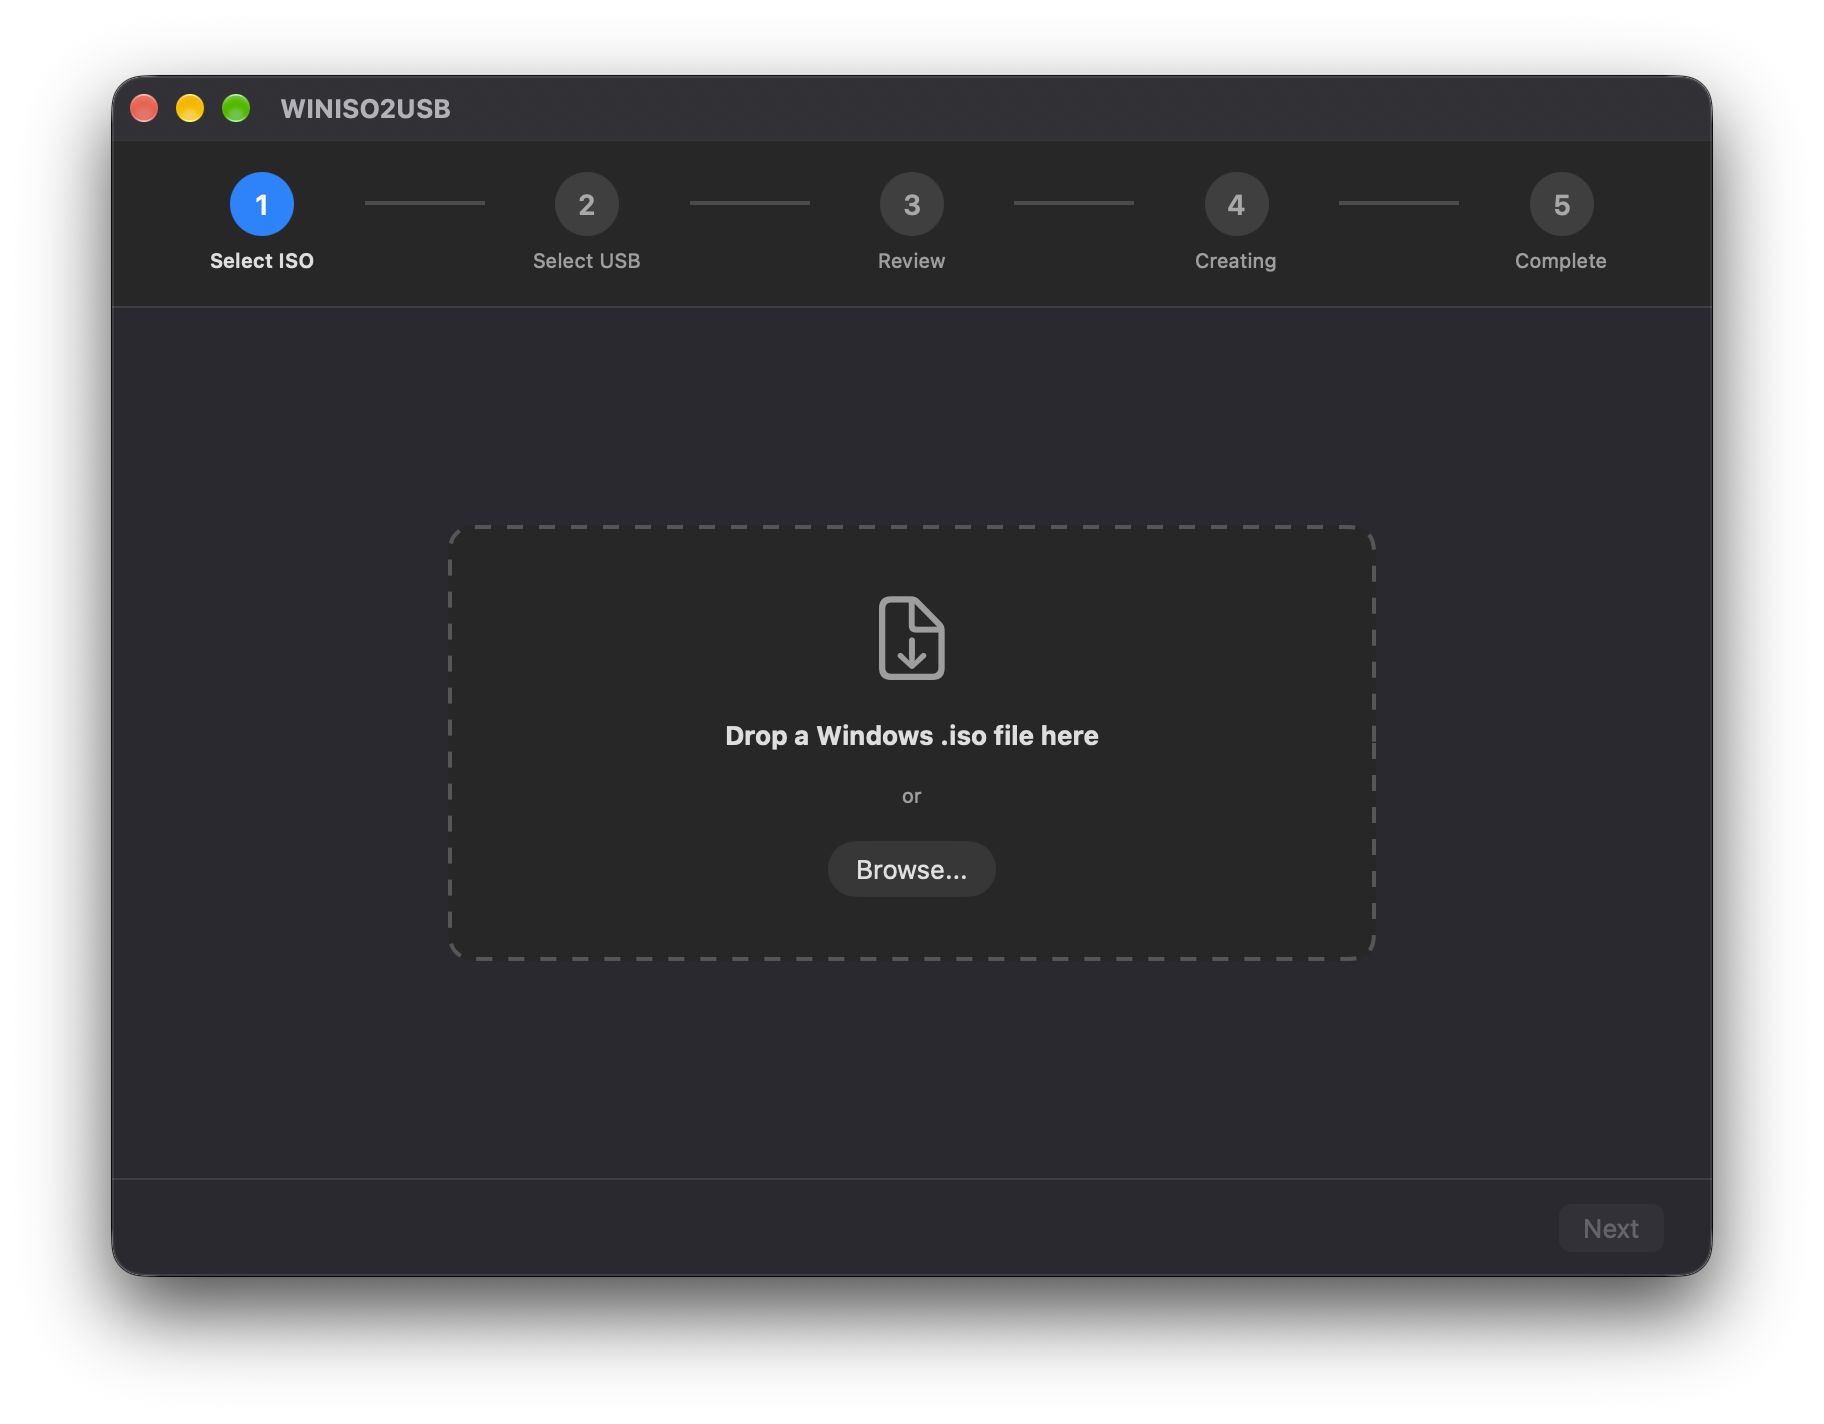 WINISO2USB
1
2
3
4
5
Select ISO
Select USB
Review
Creating
Complete
Drop a Windows .iso file here
or
Browse...
Next